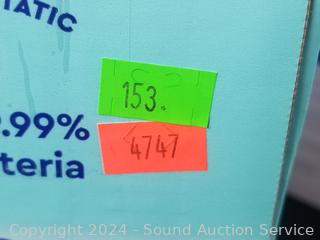 TATIC
153.
.99%
4747
teria
Copyright © 2024 - Sound Auction Service